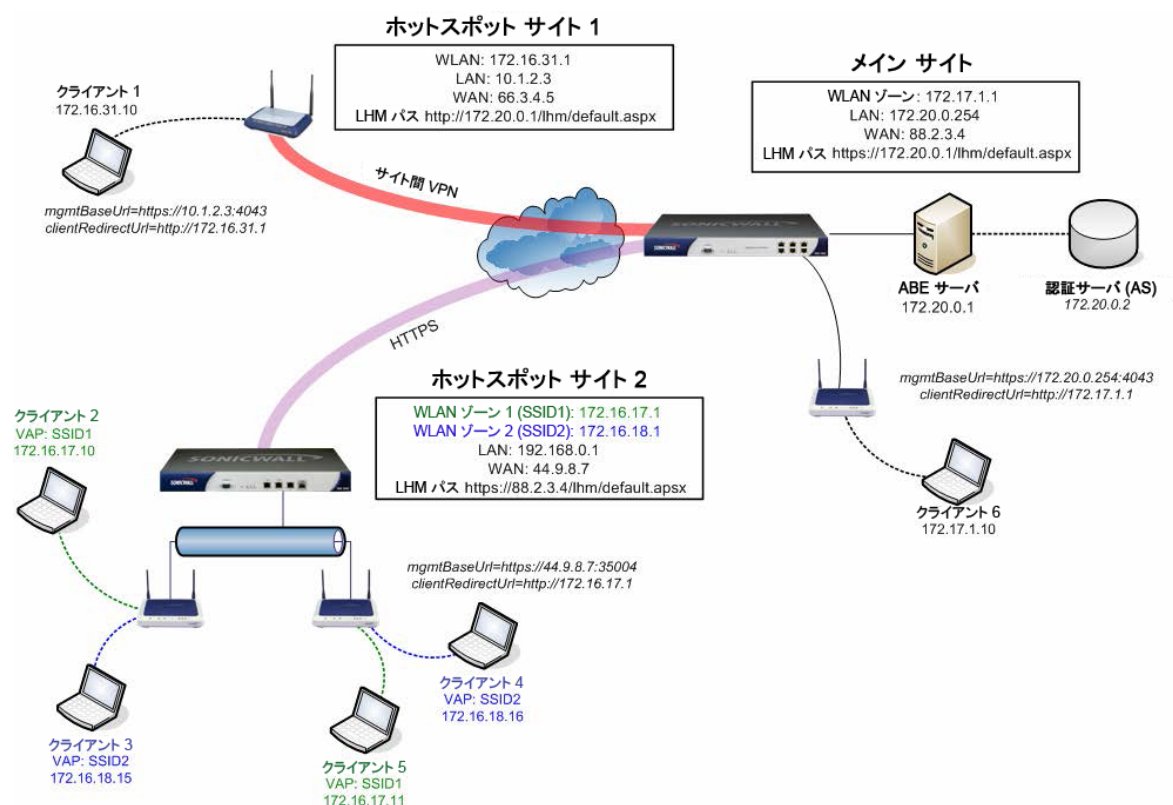 ホットスポット サイト 1
WLAN: 172.16.31.1
LAN: 10.1.2.3
WAN: 66.3.4.5
LHM パス http://172.20.0.1/lhm/default.aspx
クライアント 1
172.16.31.10
mgmtBaseUrl=https://10.1.2.3:4043
clientRedirectUrl=http://172.16.31.1
サイト間 VPN
メイン サイト
WLAN ゾーン: 172.17.1.1
LAN: 172.20.0.254
WAN: 88.2.3.4
LHM パス https://172.20.0.1/lhm/default.aspx
SONICWALL
SONICWALL
ABE サーバ
172.20.0.1
認証サーバ (AS)
172.20.0.2
HTTPS
mgmtBaseUrl=https://172.20.0.254:4043
clientRedirectUrl=http://172.17.1.1
クライアント 6
172.17.1.10
ホットスポット サイト 2
WLAN ゾーン 1 (SSID1): 172.16.17.1
WLAN ゾーン 2 (SSID2): 172.16.18.1
LAN: 192.168.0.1
WAN: 44.9.8.7
LHM パス https://88.2.3.4/lhm/default.apsx
クライアント 2
VAP: SSID1
172.16.17.10
SONICWALL
SONICWALL
mgmtBaseUrl=https://44.9.8.7:35004
clientRedirectUrl=http://172.16.17.1
クライアント 3
VAP: SSID2
172.16.18.15
クライアント 4
VAP: SSID2
172.16.18.16
クライアント 5
VAP: SSID1
172.16.17.11